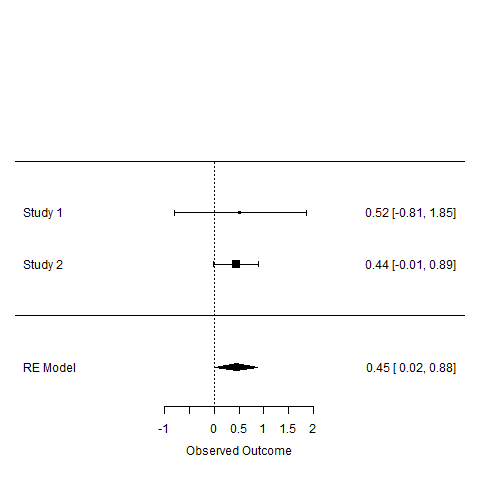 Study 1 0.52 [-0.81, 1.85]
Study 2 0.44 [-0.01, 0.89]
RE Model 0.45 [ 0.02, 0.88]
-1 0 0.5 1 1.5 2
Observed Outcome